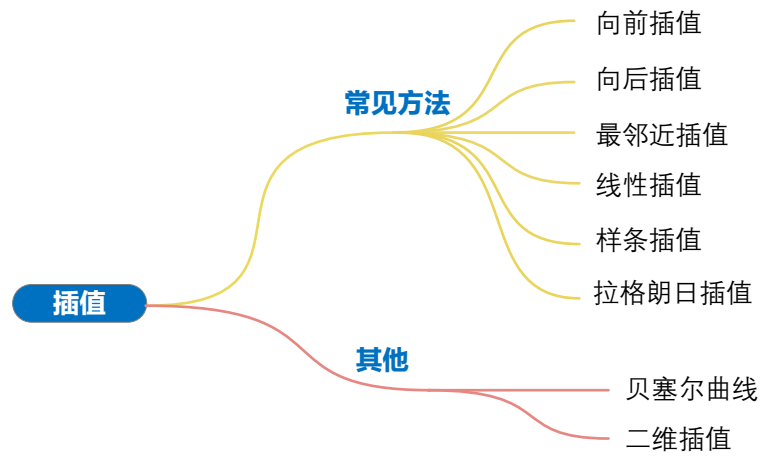 向前插值
向后插值
常见方法
最邻近插值
线性插值
样条插值
拉格朗日插值
插值
其他
贝塞尔曲线
二维插值